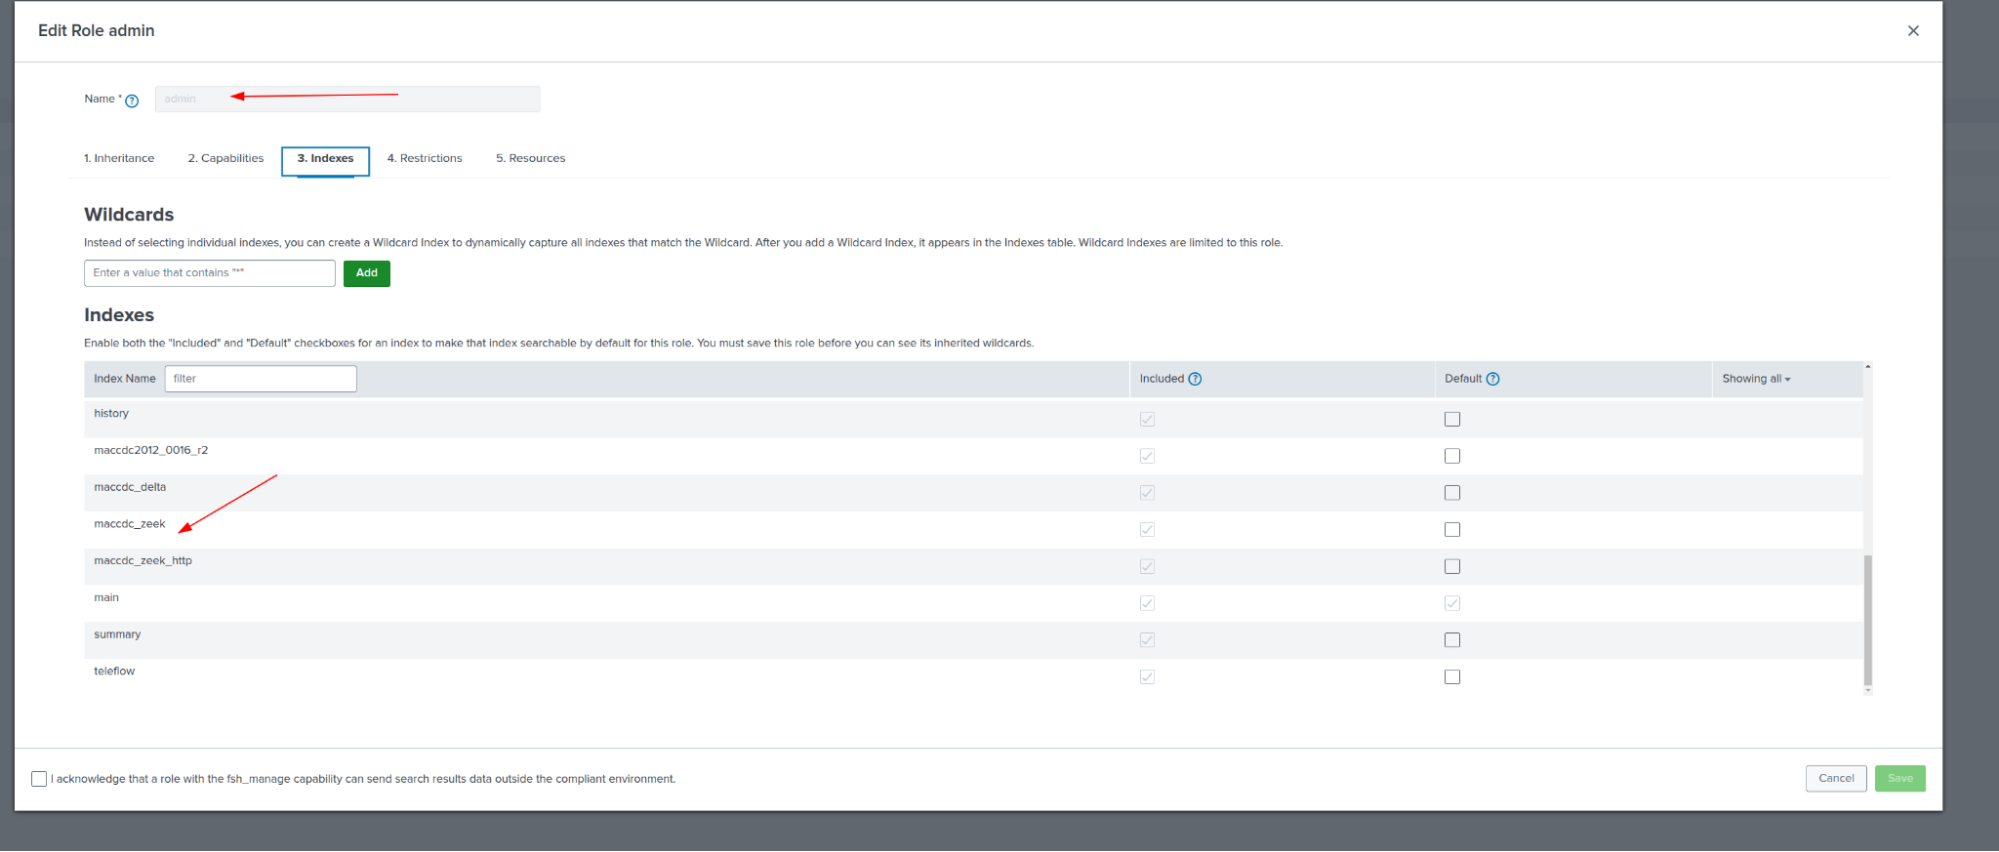 Edit Role admin
Name *
admin
1. Inheritance 2. Capabilities 3. Indexes 4. Restrictions 5. Resources
Wildcards
Instead of selecting individual indexes, you can create a Wildcard Index to dynamically capture all indexes that match the Wildcard. After you add a Wildcard Index, it appears in the Indexes table. Wildcard Indexes are limited to this role.
Enter a value that contains "*" Add
Indexes
Enable both the "Included" and "Default" checkboxes for an index to make that index searchable by default for this role. You must save this role before you can see its inherited wildcards.
Index Name filter Included Default Showing all
history
maccdc2012_0016_r2
maccdc_delta
maccdc_zeek
maccdc_zeek_http
main
summary
teleflow
I acknowledge that a role with the fsh_manage capability can send search results data outside the compliant environment.
Cancel Save